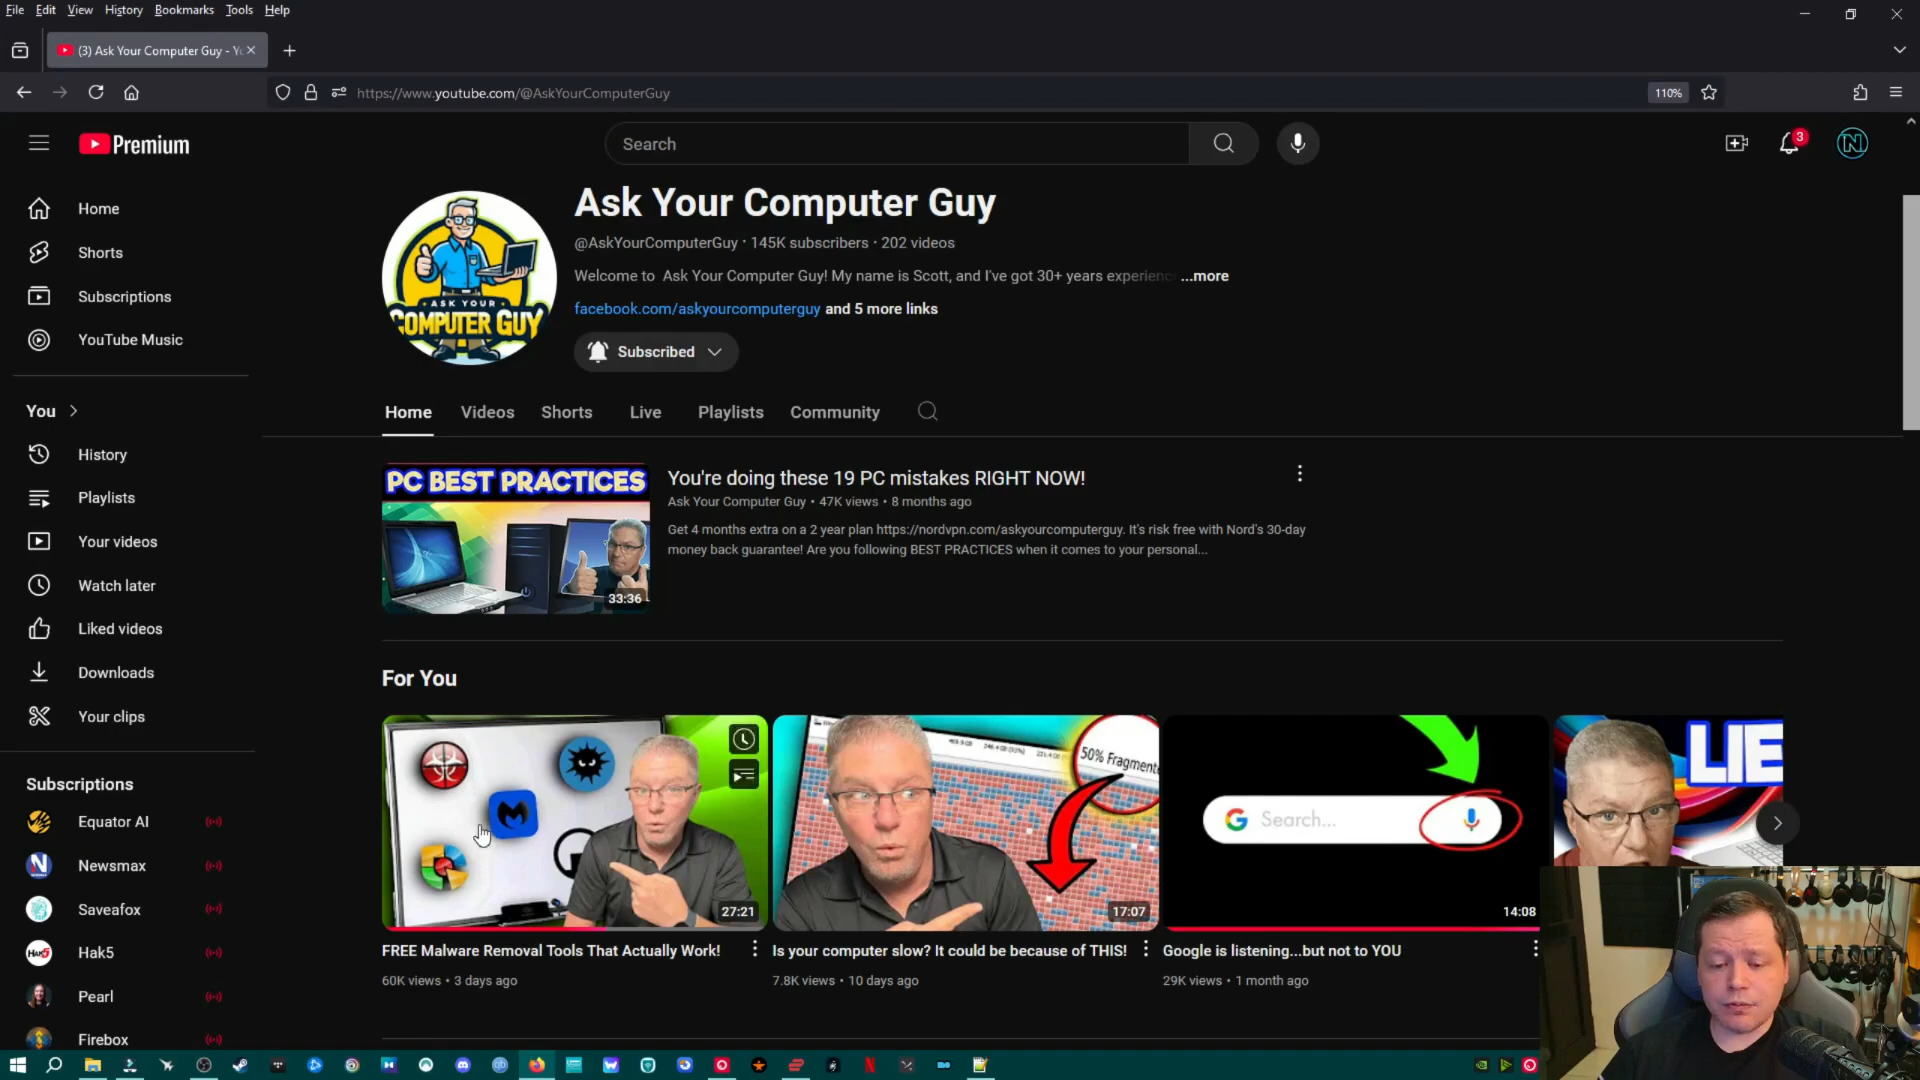 File Edit View History Bookmarks Tools Help
(3) Ask Your Computer Guy - Yo
https://www.youtube.com/@AskYourComputerGuy
110%
Premium
Search
3
Home
Shorts
Subscriptions
YouTube Music
You
History
Playlists
Your videos
Watch later
Liked videos
Downloads
Your clips
Subscriptions
Equator AI
Newsmax
Saveafox
Hak5
Pearl
Firebox
ASK YOUR
COMPUTER GUY
Ask Your Computer Guy
@AskYourComputerGuy · 145K subscribers · 202 videos
Welcome to Ask Your Computer Guy! My name is Scott, and I've got 30+ years experienc ...more
facebook.com/askyourcomputerguy and 5 more links
Subscribed
Home Videos Shorts Live Playlists Community
PC BEST PRACTICES
33:36
You're doing these 19 PC mistakes RIGHT NOW!
Ask Your Computer Guy • 47K views • 8 months ago
Get 4 months extra on a 2 year plan https://nordvpn.com/askyourcomputerguy. It's risk free with Nord's 30-day
money back guarantee! Are you following BEST PRACTICES when it comes to your personal...
For You
27:21
FREE Malware Removal Tools That Actually Work!
60K views • 3 days ago
50% Fragment
17:07
Is your computer slow? It could be because of THIS!
7.8K views • 10 days ago
G Search...
14:08
Google is listening...but not to YOU
29K views • 1 month ago
LIE